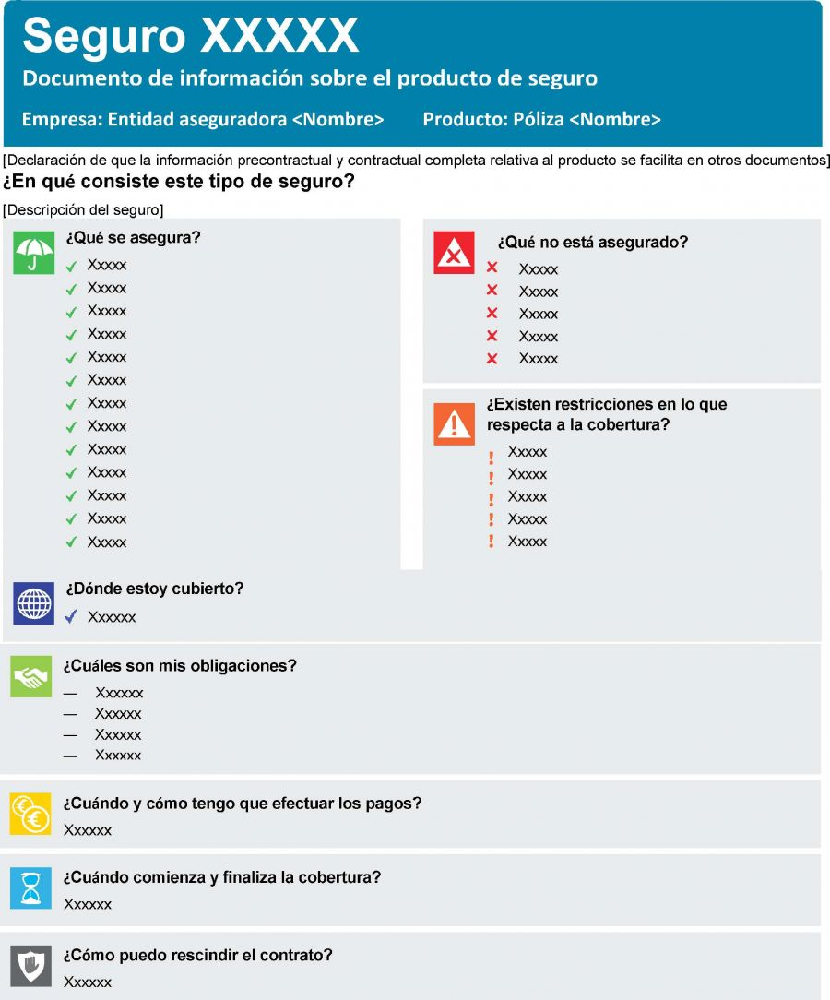 Seguro XXXXX
Documento de información sobre el producto de seguro
Empresa: Entidad aseguradora <Nombre> Producto: Póliza <Nombre>
[Declaración de que la información precontractual y contractual completa relativa al producto se facilita en otros documentos]
¿En qué consiste este tipo de seguro?
[Descripción del seguro]
¿Qué se asegura?
Xxxxx
Xxxxx
Xxxxx
Xxxxx
Xxxxx
Xxxxx
Xxxxx
Xxxxx
Xxxxx
Xxxxx
Xxxxx
Xxxxx
Xxxxx
¿Qué no está asegurado?
Xxxxx
Xxxxx
Xxxxx
Xxxxx
Xxxxx
¿Existen restricciones en lo que
respecta a la cobertura?
! Xxxxx
! Xxxxx
! Xxxxx
! Xxxxx
! Xxxxx
¿Dónde estoy cubierto?
Xxxxxx
¿Cuáles son mis obligaciones?
— Xxxxxx
— Xxxxxx
— Xxxxxx
— Xxxxxx
¿Cuándo y cómo tengo que efectuar los pagos?
Xxxxxx
¿Cuándo comienza y finaliza la cobertura?
Xxxxxx
¿Cómo puedo rescindir el contrato?
Xxxxxx